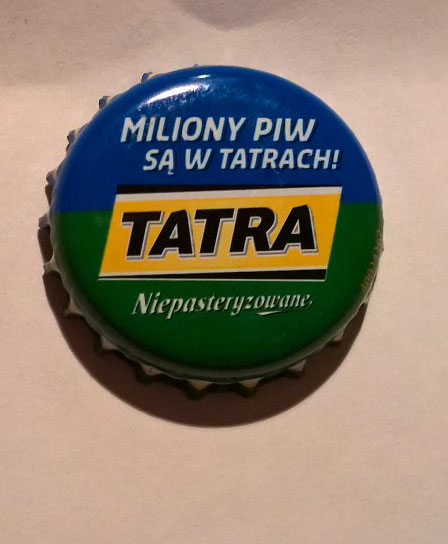 MILIONY PIW
SĄ W TATRACH!
TATRA
Niepasteryzowane